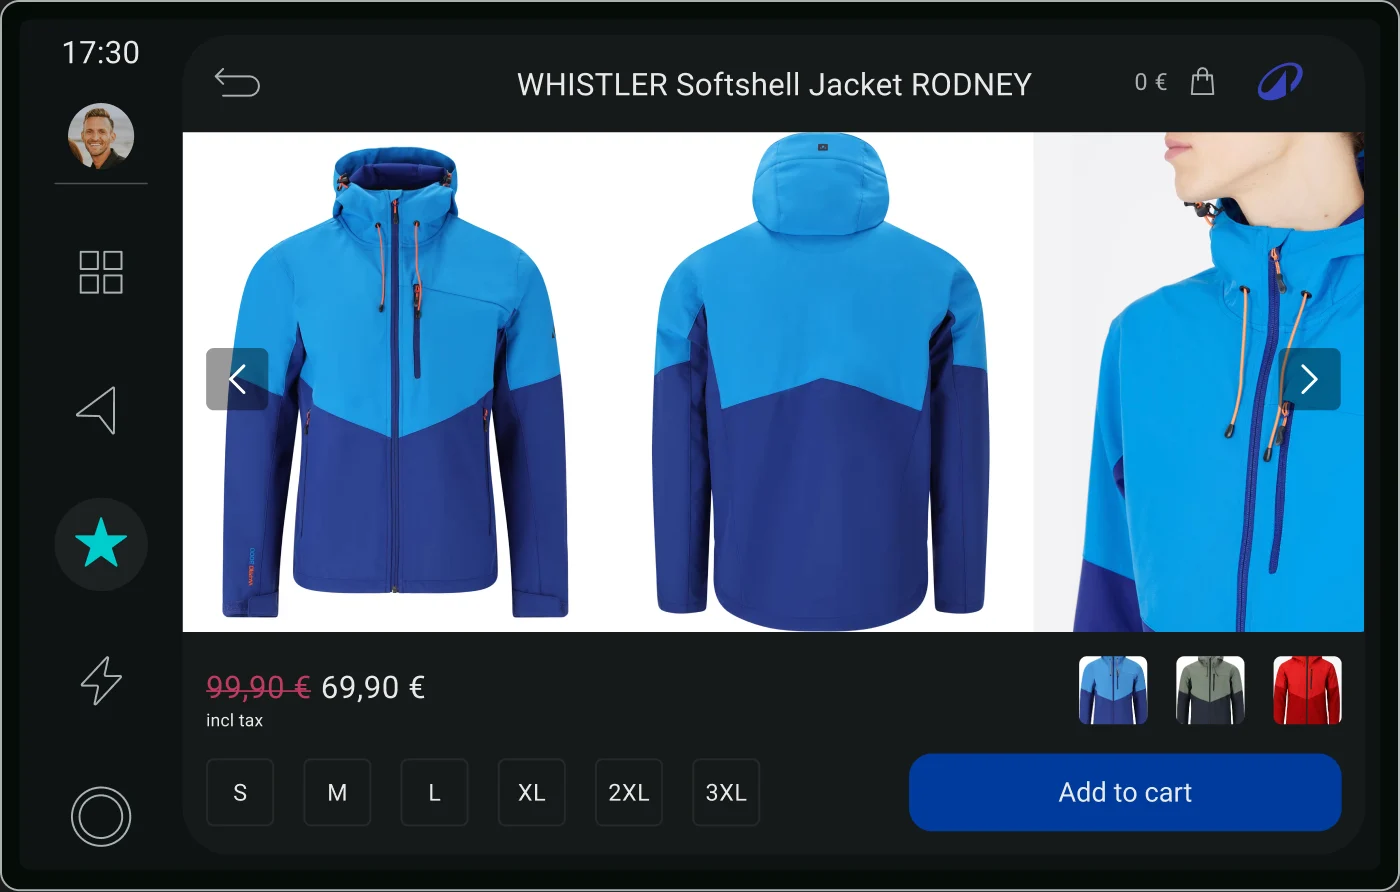 17:30
WHISTLER Softshell Jacket RODNEY
0 €
99,90 € 69,90 €
incl tax
S M L XL 2XL 3XL
Add to cart